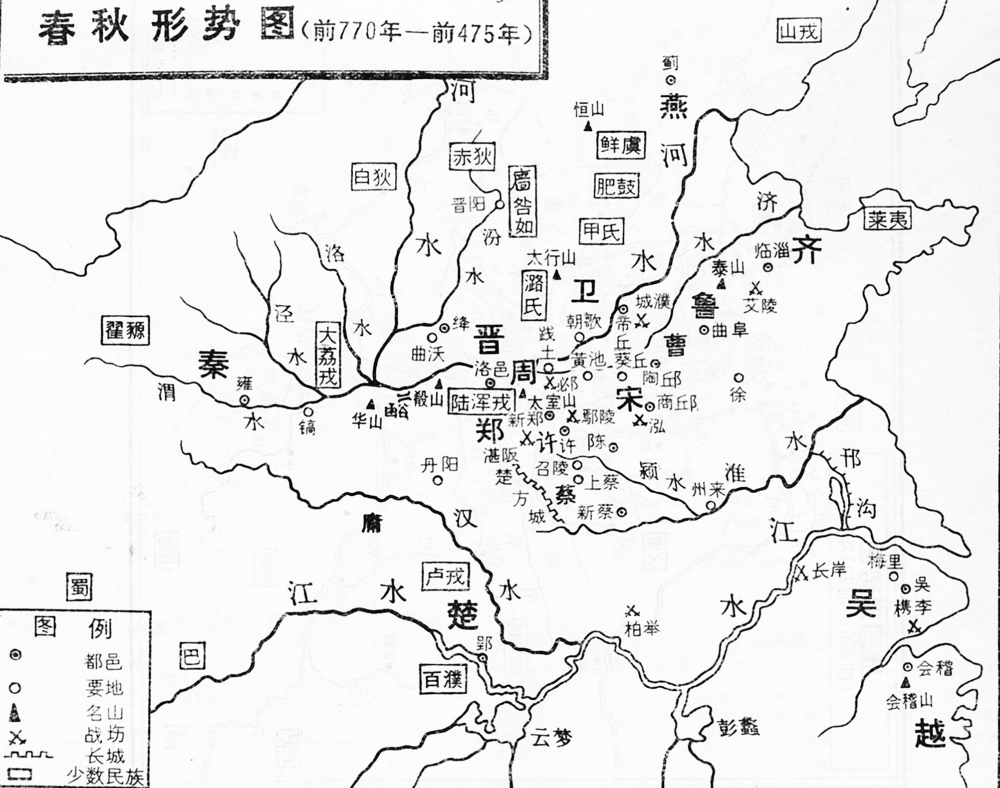 春秋形势图(前770年—前475年)
山戎
蓟
河
燕
恒山
鲜虞
河
赤狄
白狄
廧咎如
肥鼓
晋阳
济
莱夷
汾
甲氏
水
水
临淄
齐
洛
太行山
水
泰山
水
潞氏
卫
艾陵
城濮
鲁
泾
朝歌
帝丘
绛
翟豲
水
大荔戎
晋
践土
曲阜
曲沃
曹
秦
水
洛邑
周
黄池
葵丘
陶邱
雍
渭
邲
徐
殽山
陆浑戎
太室山
宋
商丘
水
镐
华山
函谷
新郑
鄢陵
泓
郑
许
许
陈
水
湛阪
邗
丹阳
召陵
颍
淮
楚方城
上蔡
水
州来
蔡
新蔡
沟
汉
庸
江
梅里
长岸
卢戎
蜀
江
水
水
吴
吴
槜李
楚
水
柏举
郢
巴
百濮
会稽
会稽山
越
云梦
彭蠡
图例
都邑
要地
名山
战场
长城
少数民族